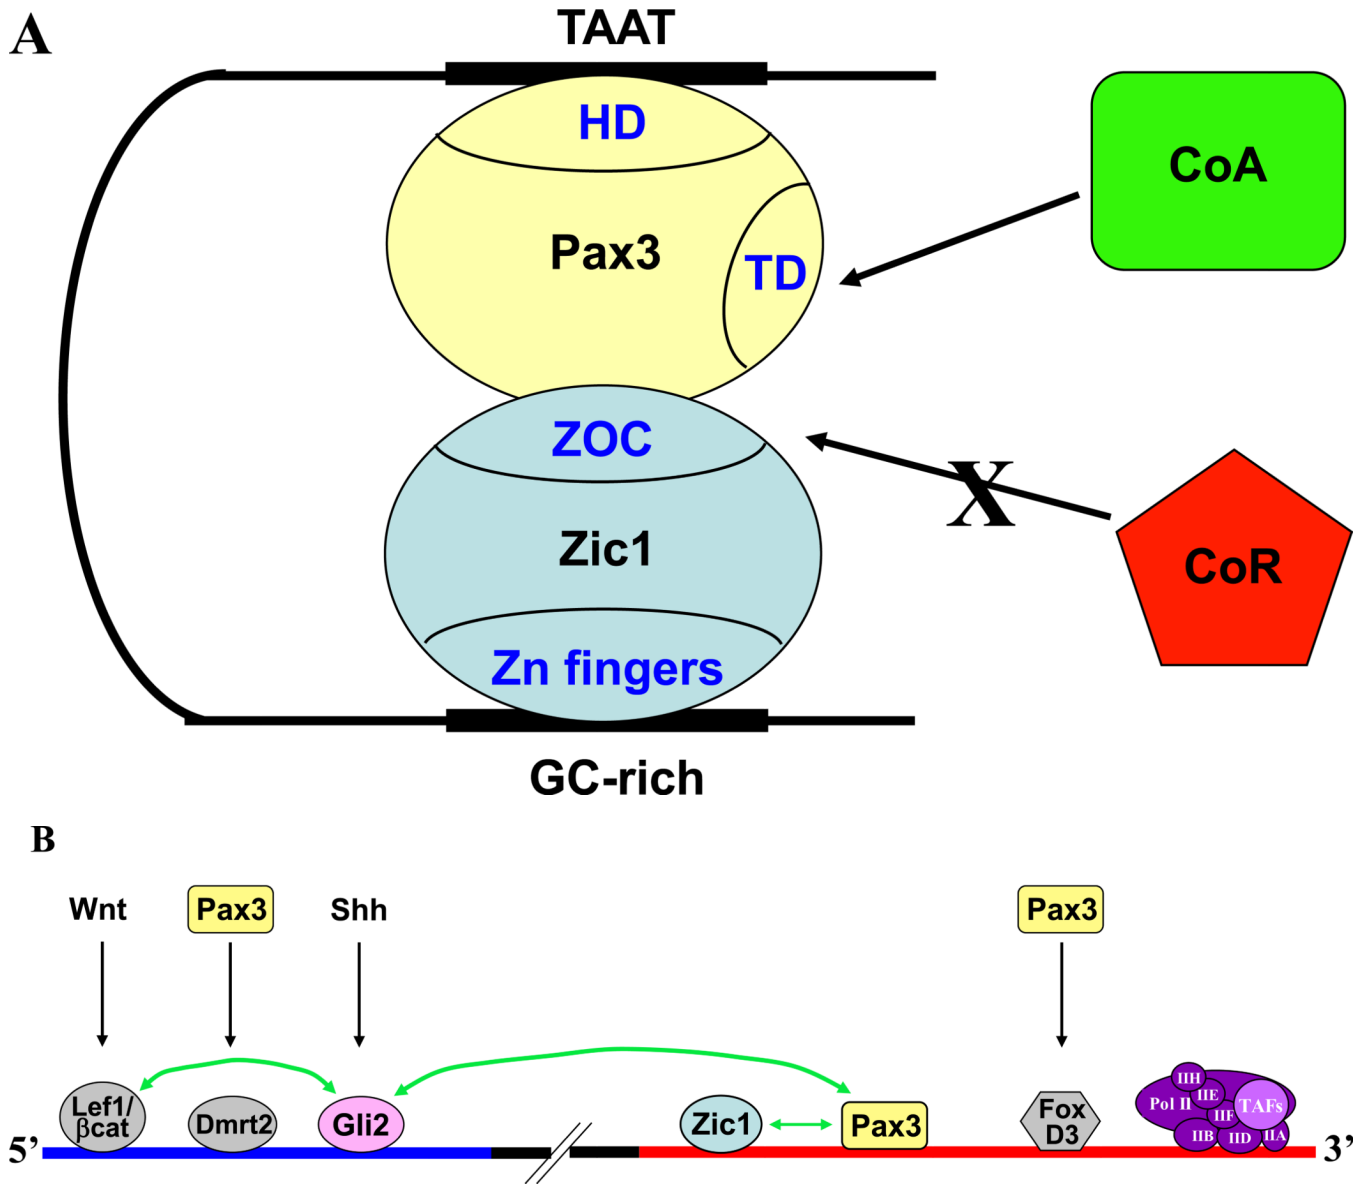 A
TAAT
HD
CoA
Pax3
TD
ZOC
X
Zic1
CoR
Zn fingers
GC-rich
B
Wnt
Pax3
Shh
Pax3
Lef1/
βcat
Dmrt2
Gli2
Zic1
Pax3
Fox
D3
IIH
Pol II
IIE
IIF
TAFs
IIB
IID
IIA
5’
3’